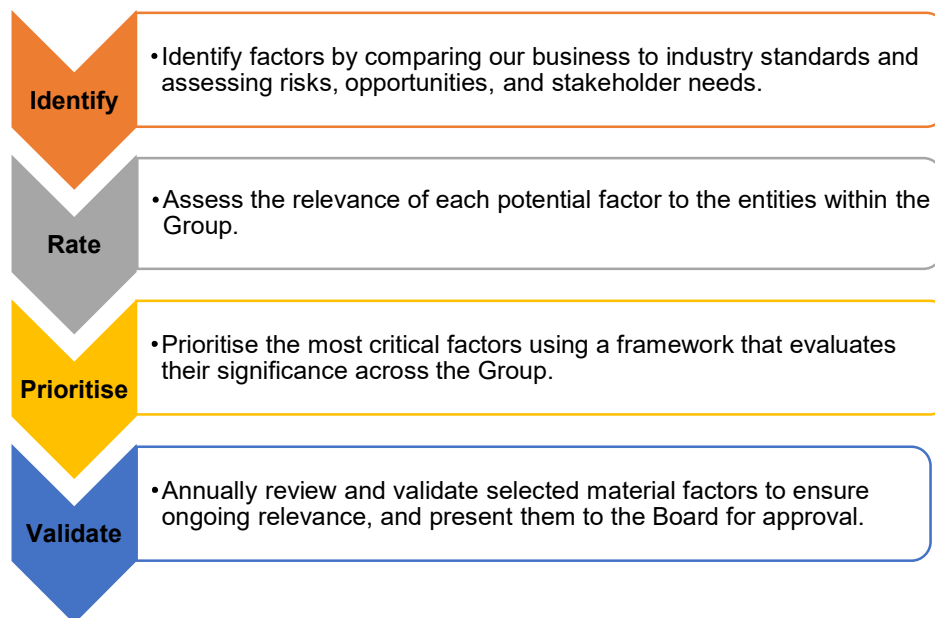 Identify
•Identify factors by comparing our business to industry standards and
assessing risks, opportunities, and stakeholder needs.
Rate
•Assess the relevance of each potential factor to the entities within the
Group.
Prioritise
•Prioritise the most critical factors using a framework that evaluates
their significance across the Group.
Validate
•Annually review and validate selected material factors to ensure
ongoing relevance, and present them to the Board for approval.